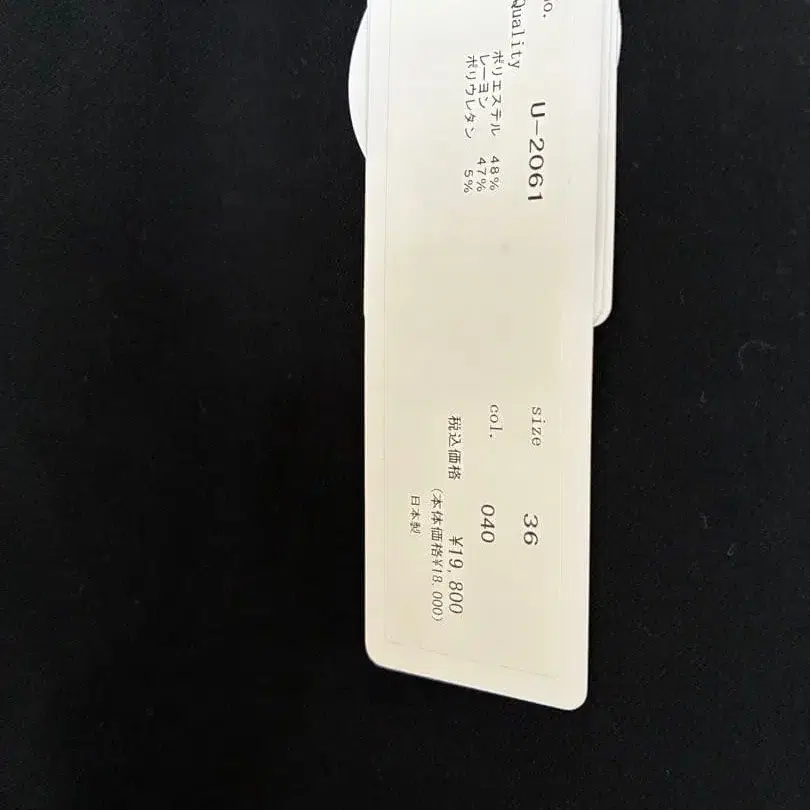 o. U-2061
Quality
ポリエステル 48%
レーヨン 47%
ポリウレタン 5%
size 36
col. 040
税込価格 ¥19,800
(本体価格¥18,000)
日本製